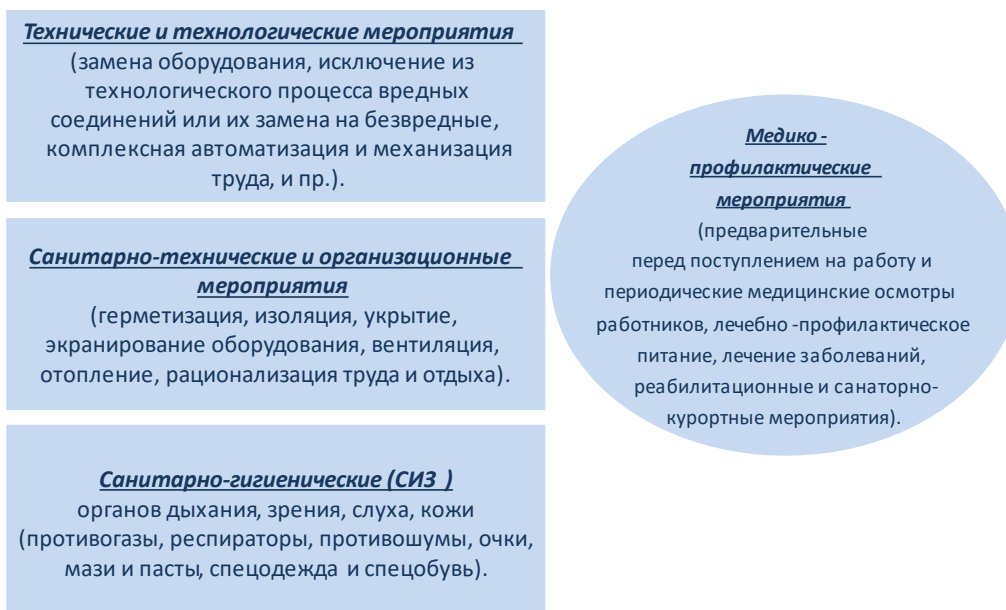 Технические и технологические мероприятия
(замена оборудования, исключение из
технологического процесса вредных
соединений или их замена на безвредные,
комплексная автоматизация и механизация
труда, и пр.).
Санитарно-технические и организационные
мероприятия
(герметизация, изоляция, укрытие,
экранирование оборудования, вентиляция,
отопление, рационализация труда и отдыха).
Санитарно-гигиенические (СИЗ )
органов дыхания, зрения, слуха, кожи
(противогазы, респираторы, противошумы, очки,
мази и пасты, спецодежда и спецобувь).
Медико -
профилактические
мероприятия
(предварительные
перед поступлением на работу и
периодические медицинские осмотры
работников, лечебно -профилактическое
питание, лечение заболеваний,
реабилитационные и санаторно-
курортные мероприятия).